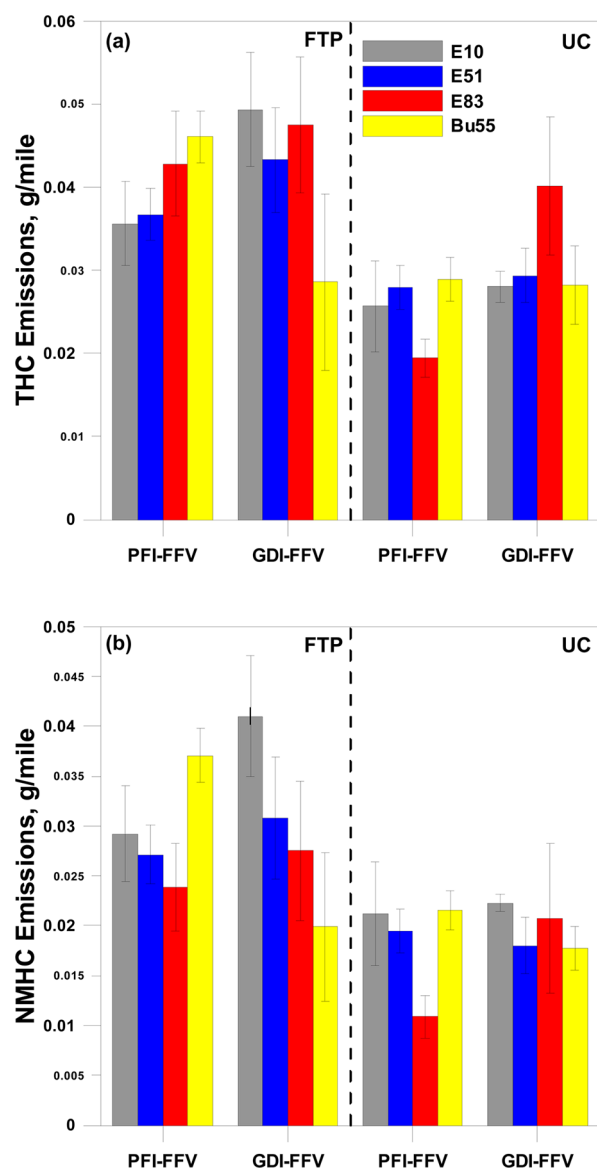 0.06
(a)
FTP
UC
E10
E51
E83
Bu55
0.05
0.04
0.03
0.02
0.01
0
THC Emissions, g/mile
PFI-FFV
GDI-FFV
PFI-FFV
GDI-FFV
0.05
(b)
FTP
UC
0.045
0.04
0.035
0.03
0.025
0.02
0.015
0.01
0.005
0
NMHC Emissions, g/mile
PFI-FFV
GDI-FFV
PFI-FFV
GDI-FFV